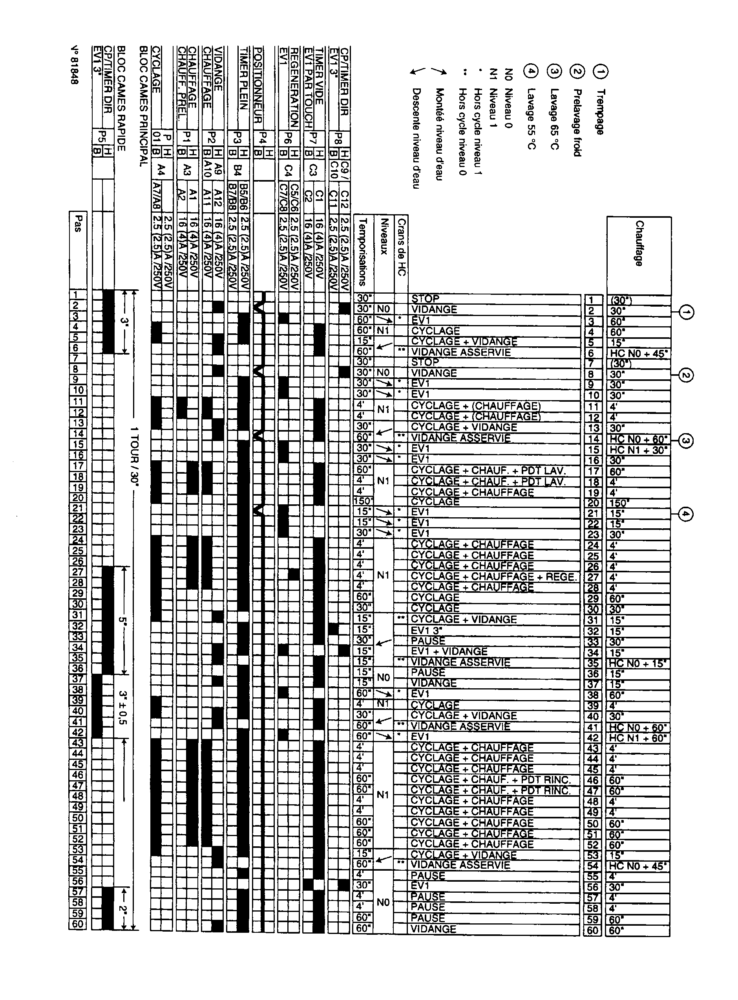 ① Trempage
② Prelavage froid
③ Lavage 65 °C
④ Lavage 55 °C
N0 Niveau 0
N1 Niveau 1
* Hors cycle niveau 1
** Hors cycle niveau 0
Montéé niveau d'eau
Descente niveau d'eau
CP/TIMER DIR P8 H C9 / C12 2.5 (2.5)A /250V
EV1 3" B C10 C11 2.5 (2.5)A /250V
TIMER VIDE P7 H C3 C1 16 (4)A /250V
EV1 PAR TOUCH B C2 16 (4)A /250V
REGENERATION P6 H C4 C5/C6 2.5 (2.5)A /250V
EV1 B C7/C8 2.5 (2.5)A /250V
POSITIONNEUR P4 H B
TIMER PLEIN P3 H B4 B5/B6 2.5 (2.5)A /250V
B B7/B8 2.5 (2.5)A /250V
VIDANGE P2 H A9 A12 16 (4)A /250V
CHAUFFAGE B A10 A11 16 (4)A /250V
CHAUFFAGE P1 H A3 A1 16 (4)A /250V
CHAUFF. PREL. B A2 16 (4)A /250V
P H A4 2.5 (2.5)A /250V
CYCLAGE 01 B A7/A8 2.5 (2.5)A /250V
BLOC CAMES PRINCIPAL
1 TOUR / 30"
BLOC CAMES RAPIDE
3" 5" 3" ± 0,5 2"
CP/TIMER DIR P5 H
EV1 3" B
V° 81848
Pas Temporisations Niveaux Crans de HC Chauffage
1 30" STOP 1 (30")
2 30" N0 VIDANGE 2 30" ①
3 60" * EV1 3 60"
4 60" N1 CYCLAGE 4 60"
5 15" CYCLAGE + VIDANGE 5 15"
6 60" ** VIDANGE ASSERVIE 6 HC N0 + 45"
7 30" STOP 7 (30")
8 30" N0 VIDANGE 8 30" ②
9 30" * EV1 9 30"
10 30" * EV1 10 30"
11 4' N1 CYCLAGE + (CHAUFFAGE) 11 4'
12 4' CYCLAGE + (CHAUFFAGE) 12 4'
13 30" CYCLAGE + VIDANGE 13 30"
14 60" ** VIDANGE ASSERVIE 14 HC N0 + 60" ③
15 30" * EV1 15 HC N1 + 30"
16 30" * EV1 16 30"
17 60" CYCLAGE + CHAUF. + PDT LAV. 17 60"
18 4' N1 CYCLAGE + CHAUF. + PDT LAV. 18 4'
19 4' CYCLAGE + CHAUFFAGE 19 4'
20 150" CYCLAGE 20 150"
21 15" * EV1 21 15" ④
22 15" * EV1 22 15"
23 30" * EV1 23 30"
24 4' CYCLAGE + CHAUFFAGE 24 4'
25 4' CYCLAGE + CHAUFFAGE 25 4'
26 4' CYCLAGE + CHAUFFAGE 26 4'
27 4' N1 CYCLAGE + CHAUFFAGE + REGE. 27 4'
28 4' CYCLAGE + CHAUFFAGE 28 4'
29 60" CYCLAGE 29 60"
30 30" CYCLAGE 30 30"
31 15" ** CYCLAGE + VIDANGE 31 15"
32 15" EV1 3" 32 15"
33 30" PAUSE 33 30"
34 15" EV1 + VIDANGE 34 15"
35 15" ** VIDANGE ASSERVIE 35 HC N0 + 15"
36 15" N0 PAUSE 36 15"
37 15" VIDANGE 37 15"
38 60" * EV1 38 60"
39 4' N1 CYCLAGE 39 4'
40 30" CYCLAGE + VIDANGE 40 30"
41 60" ** VIDANGE ASSERVIE 41 HC N0 + 60"
42 60" * EV1 42 HC N1 + 60"
43 4' CYCLAGE + CHAUFFAGE 43 4'
44 4' CYCLAGE + CHAUFFAGE 44 4'
45 4' CYCLAGE + CHAUFFAGE 45 4'
46 60" CYCLAGE + CHAUF. + PDT RINC. 46 60"
47 60" N1 CYCLAGE + CHAUF. + PDT RINC. 47 60"
48 4' CYCLAGE + CHAUFFAGE 48 4'
49 4' CYCLAGE + CHAUFFAGE 49 4'
50 60" CYCLAGE + CHAUFFAGE 50 60"
51 60" CYCLAGE + CHAUFFAGE 51 60"
52 60" CYCLAGE + CHAUFFAGE 52 60"
53 15" CYCLAGE + VIDANGE 53 15"
54 60" ** VIDANGE ASSERVIE 54 HC N0 + 45"
55 4' PAUSE 55 4'
56 30" EV1 56 30"
57 4' N0 PAUSE 57 4'
58 4' PAUSE 58 4'
59 60" PAUSE 59 60"
60 60" VIDANGE 60 60"